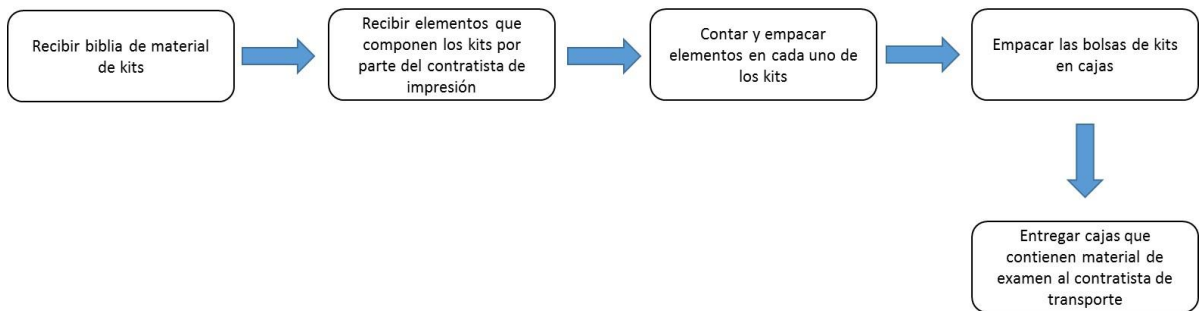 Recibir biblia de material
de kits
Recibir elementos que
componen los kits por
parte del contratista de
impresión
Contar y empacar
elementos en cada uno de
los kits
Empacar las bolsas de kits
en cajas
Entregar cajas que
contienen material de
examen al contratista de
transporte